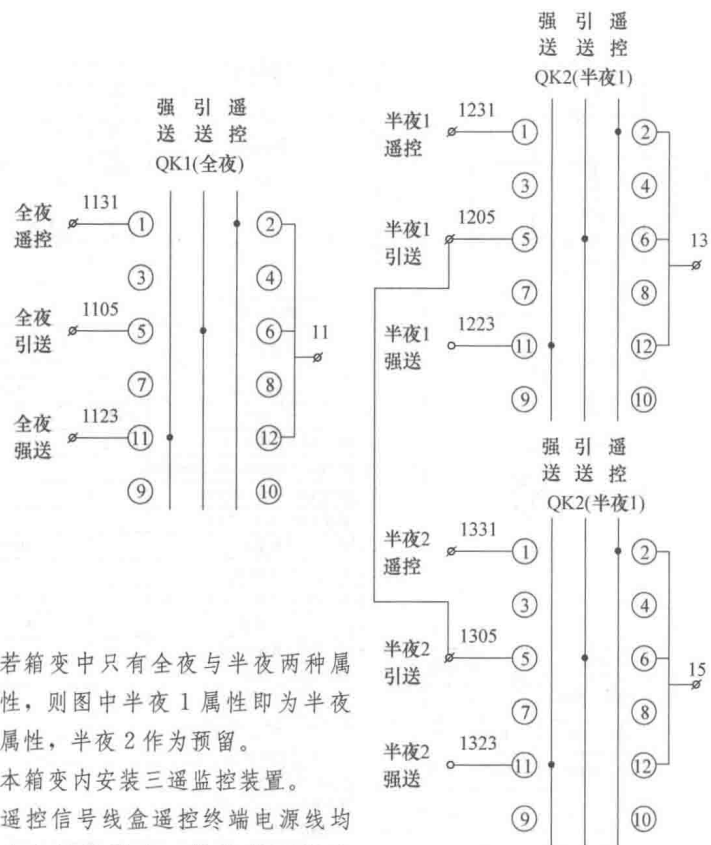 强 引 遥
送 送 控
QK1(全夜)
全夜
遥控
1131
① ②
③ ④
全夜
引送
1105
⑤ ⑥
11
⑦ ⑧
全夜
强送
1123
⑪ ⑫
⑨ ⑩
强 引 遥
送 送 控
QK2(半夜1)
半夜1
遥控
1231
① ②
③ ④
半夜1
引送
1205
⑤ ⑥
13
⑦ ⑧
半夜1
强送
1223
⑪ ⑫
⑨ ⑩
强 引 遥
送 送 控
QK2(半夜1)
半夜2
遥控
1331
① ②
③ ④
半夜2
引送
1305
⑤ ⑥
15
⑦ ⑧
半夜2
强送
1323
⑪ ⑫
⑨ ⑩
若箱变中只有全夜与半夜两种属
性，则图中半夜 1 属性即为半夜
属性，半夜 2 作为预留。
本箱变内安装三遥监控装置。
遥控信号线盒遥控终端电源线均